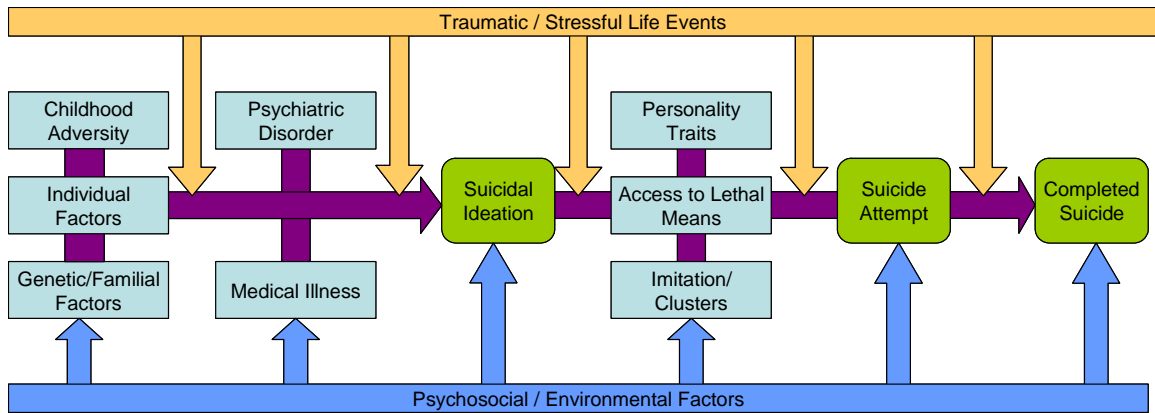 Traumatic / Stressful Life Events
Childhood
Adversity
Psychiatric
Disorder
Personality
Traits
Individual
Factors
Suicidal
Ideation
Access to Lethal
Means
Suicide
Attempt
Completed
Suicide
Genetic/Familial
Factors
Medical Illness
Imitation/
Clusters
Psychosocial / Environmental Factors